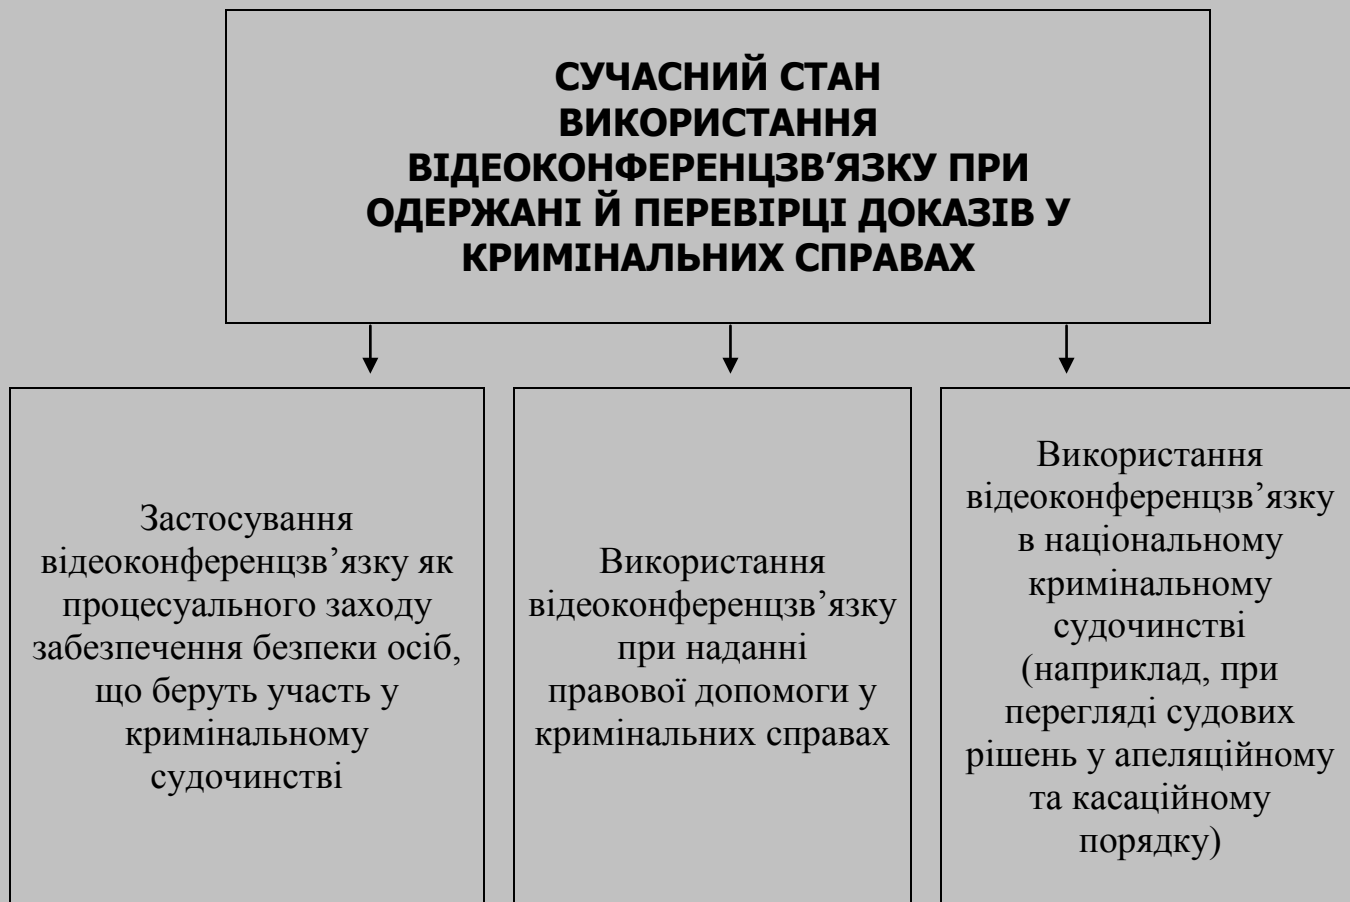 СУЧАСНИЙ СТАН
ВИКОРИСТАННЯ
ВІДЕОКОНФЕРЕНЦЗВ’ЯЗКУ ПРИ
ОДЕРЖАНІ Й ПЕРЕВІРЦІ ДОКАЗІВ У
КРИМІНАЛЬНИХ СПРАВАХ
Застосування
відеоконференцзв’язку як
процесуального заходу
забезпечення безпеки осіб,
що беруть участь у
кримінальному
судочинстві
Використання
відеоконференцзв’язку
при наданні
правової допомоги у
кримінальних справах
Використання
відеоконференцзв’язку
в національному
кримінальному
судочинстві
(наприклад, при
перегляді судових
рішень у апеляційному
та касаційному
порядку)